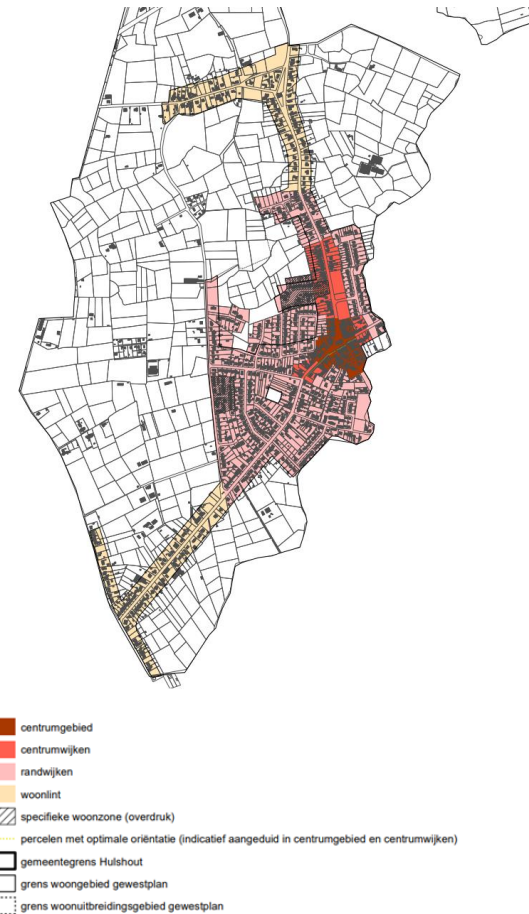 centrumgebied
centrumwijken
randwijken
woonlint
specifieke woonzone (overdruk)
percelen met optimale oriëntatie (indicatief aangeduid in centrumgebied en centrumwijken)
gemeentegrens Hulshout
grens woongebied gewestplan
grens woonuitbreidingsgebied gewestplan